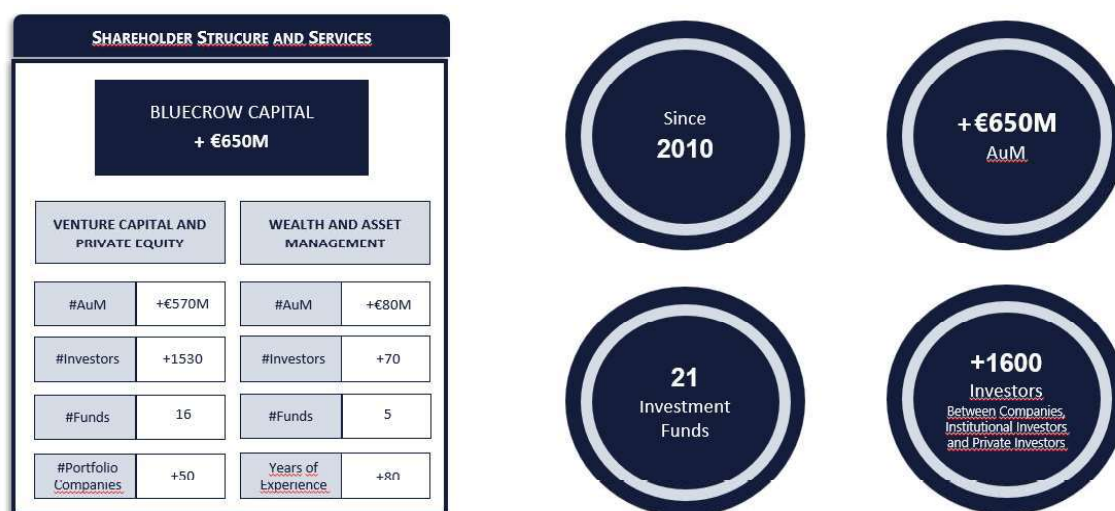 SHAREHOLDER STRUCURE AND SERVICES
BLUECROW CAPITAL
+ €650M
VENTURE CAPITAL AND
PRIVATE EQUITY
#AuM
+€570M
#Investors
+1530
#Funds
16
#Portfolio
Companies
+50
WEALTH AND ASSET
MANAGEMENT
#AuM
+€80M
#Investors
+70
#Funds
5
Years of
Experience
+80
Since
2010
+€650M
AuM
21
Investment
Funds
+1600
Investors
Between Companies,
Institutional Investors
and Private Investors